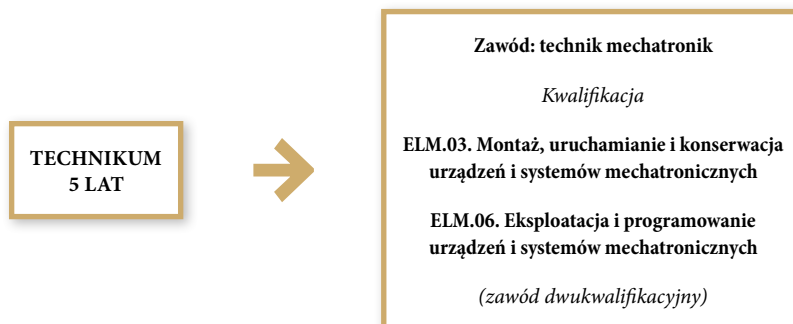 TECHNIKUM
5 LAT
Zawód: technik mechatronik
Kwalifikacja
ELM.03. Montaż, uruchamianie i konserwacja
urządzeń i systemów mechatronicznych
ELM.06. Eksploatacja i programowanie
urządzeń i systemów mechatronicznych
(zawód dwukwalifikacyjny)